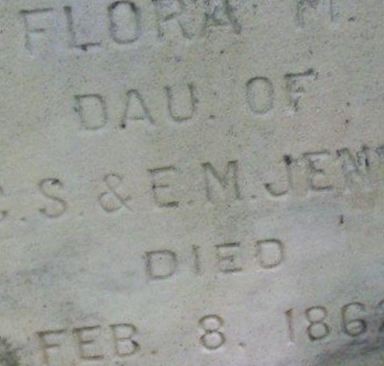 FLORA M.
DAU. OF
S. & E. M.
DIED
FEB. 8.